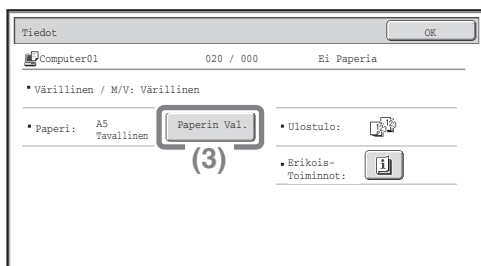 Tiedot OK
Computer01 020 / 000 Ei Paperia
Värillinen / M/V: Värillinen
Paperi: A5 Tavallinen Paperin Val. Ulostulo:
(3)
Erikois-
Toiminnot: